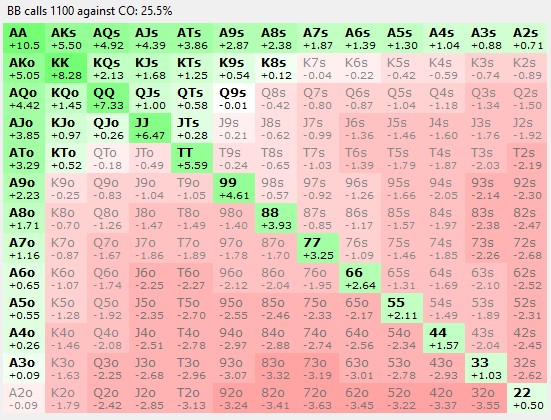 BB calls 1100 against CO: 25.5%
AA AKs AQs AJs ATs A9s A8s A7s A6s A5s A4s A3s A2s
+10.5 +5.50 +4.92 +4.39 +3.86 +2.87 +2.38 +1.87 +1.39 +1.30 +1.04 +0.88 +0.71
AKo KK KQs KJs KTs K9s K8s K7s K6s K5s K4s K3s K2s
+5.05 +8.28 +2.13 +1.68 +1.25 +0.54 +0.12 -0.04 -0.22 -0.42 -0.59 -0.74 -0.89
AQo KQo QQ QJs QTs Q9s Q8s Q7s Q6s Q5s Q4s Q3s Q2s
+4.42 +1.45 +7.33 +1.00 +0.58 -0.01 -0.42 -0.80 -0.87 -1.04 -1.18 -1.34 -1.50
AJo KJo QJo JJ JTs J9s J8s J7s J6s J5s J4s J3s J2s
+3.85 +0.97 +0.26 +6.47 +0.28 -0.21 -0.62 -0.99 -1.36 -1.46 -1.60 -1.76 -1.92
ATo KTo QTo JTo TT T9s T8s T7s T6s T5s T4s T3s T2s
+3.29 +0.52 -0.18 -0.49 +5.59 -0.24 -0.65 -1.03 -1.39 -1.79 -1.87 -2.03 -2.19
A9o K9o Q9o J9o T9o 99 98s 97s 96s 95s 94s 93s 92s
+2.23 -0.25 -0.83 -1.04 -1.05 +4.61 -0.57 -0.92 -1.26 -1.66 -2.05 -2.14 -2.30
A8o K8o Q8o J8o T8o 98o 88 87s 86s 85s 84s 83s 82s
+1.71 -0.70 -1.26 -1.47 -1.49 -1.40 +3.93 -0.85 -1.17 -1.57 -1.97 -2.38 -2.47
A7o K7o Q7o J7o T7o 97o 87o 77 76s 75s 74s 73s 72s
+1.16 -0.87 -1.67 -1.86 -1.89 -1.78 -1.70 +3.25 -1.09 -1.46 -1.85 -2.26 -2.68
A6o K6o Q6o J6o T6o 96o 86o 76o 66 65s 64s 63s 62s
+0.65 -1.07 -1.74 -2.25 -2.27 -2.12 -2.04 -1.95 +2.64 -1.31 -1.69 -2.10 -2.52
A5o K5o Q5o J5o T5o 95o 85o 75o 65o 55 54s 53s 52s
+0.55 -1.28 -1.92 -2.35 -2.70 -2.55 -2.46 -2.33 -2.17 +2.11 -1.49 -1.89 -2.31
A4o K4o Q4o J4o T4o 94o 84o 74o 64o 54o 44 43s 42s
+0.26 -1.46 -2.08 -2.51 -2.78 -2.97 -2.88 -2.74 -2.56 -2.34 +1.57 -2.04 -2.45
A3o K3o Q3o J3o T3o 93o 83o 73o 63o 53o 43o 33 32s
+0.09 -1.63 -2.25 -2.68 -2.96 -3.07 -3.32 -3.19 -3.01 -2.78 -2.93 +1.03 -2.62
A2o K2o Q2o J2o T2o 92o 82o 72o 62o 52o 42o 32o 22
-0.09 -1.79 -2.42 -2.85 -3.13 -3.24 -3.41 -3.63 -3.45 -3.22 -3.37 -3.55 +0.50